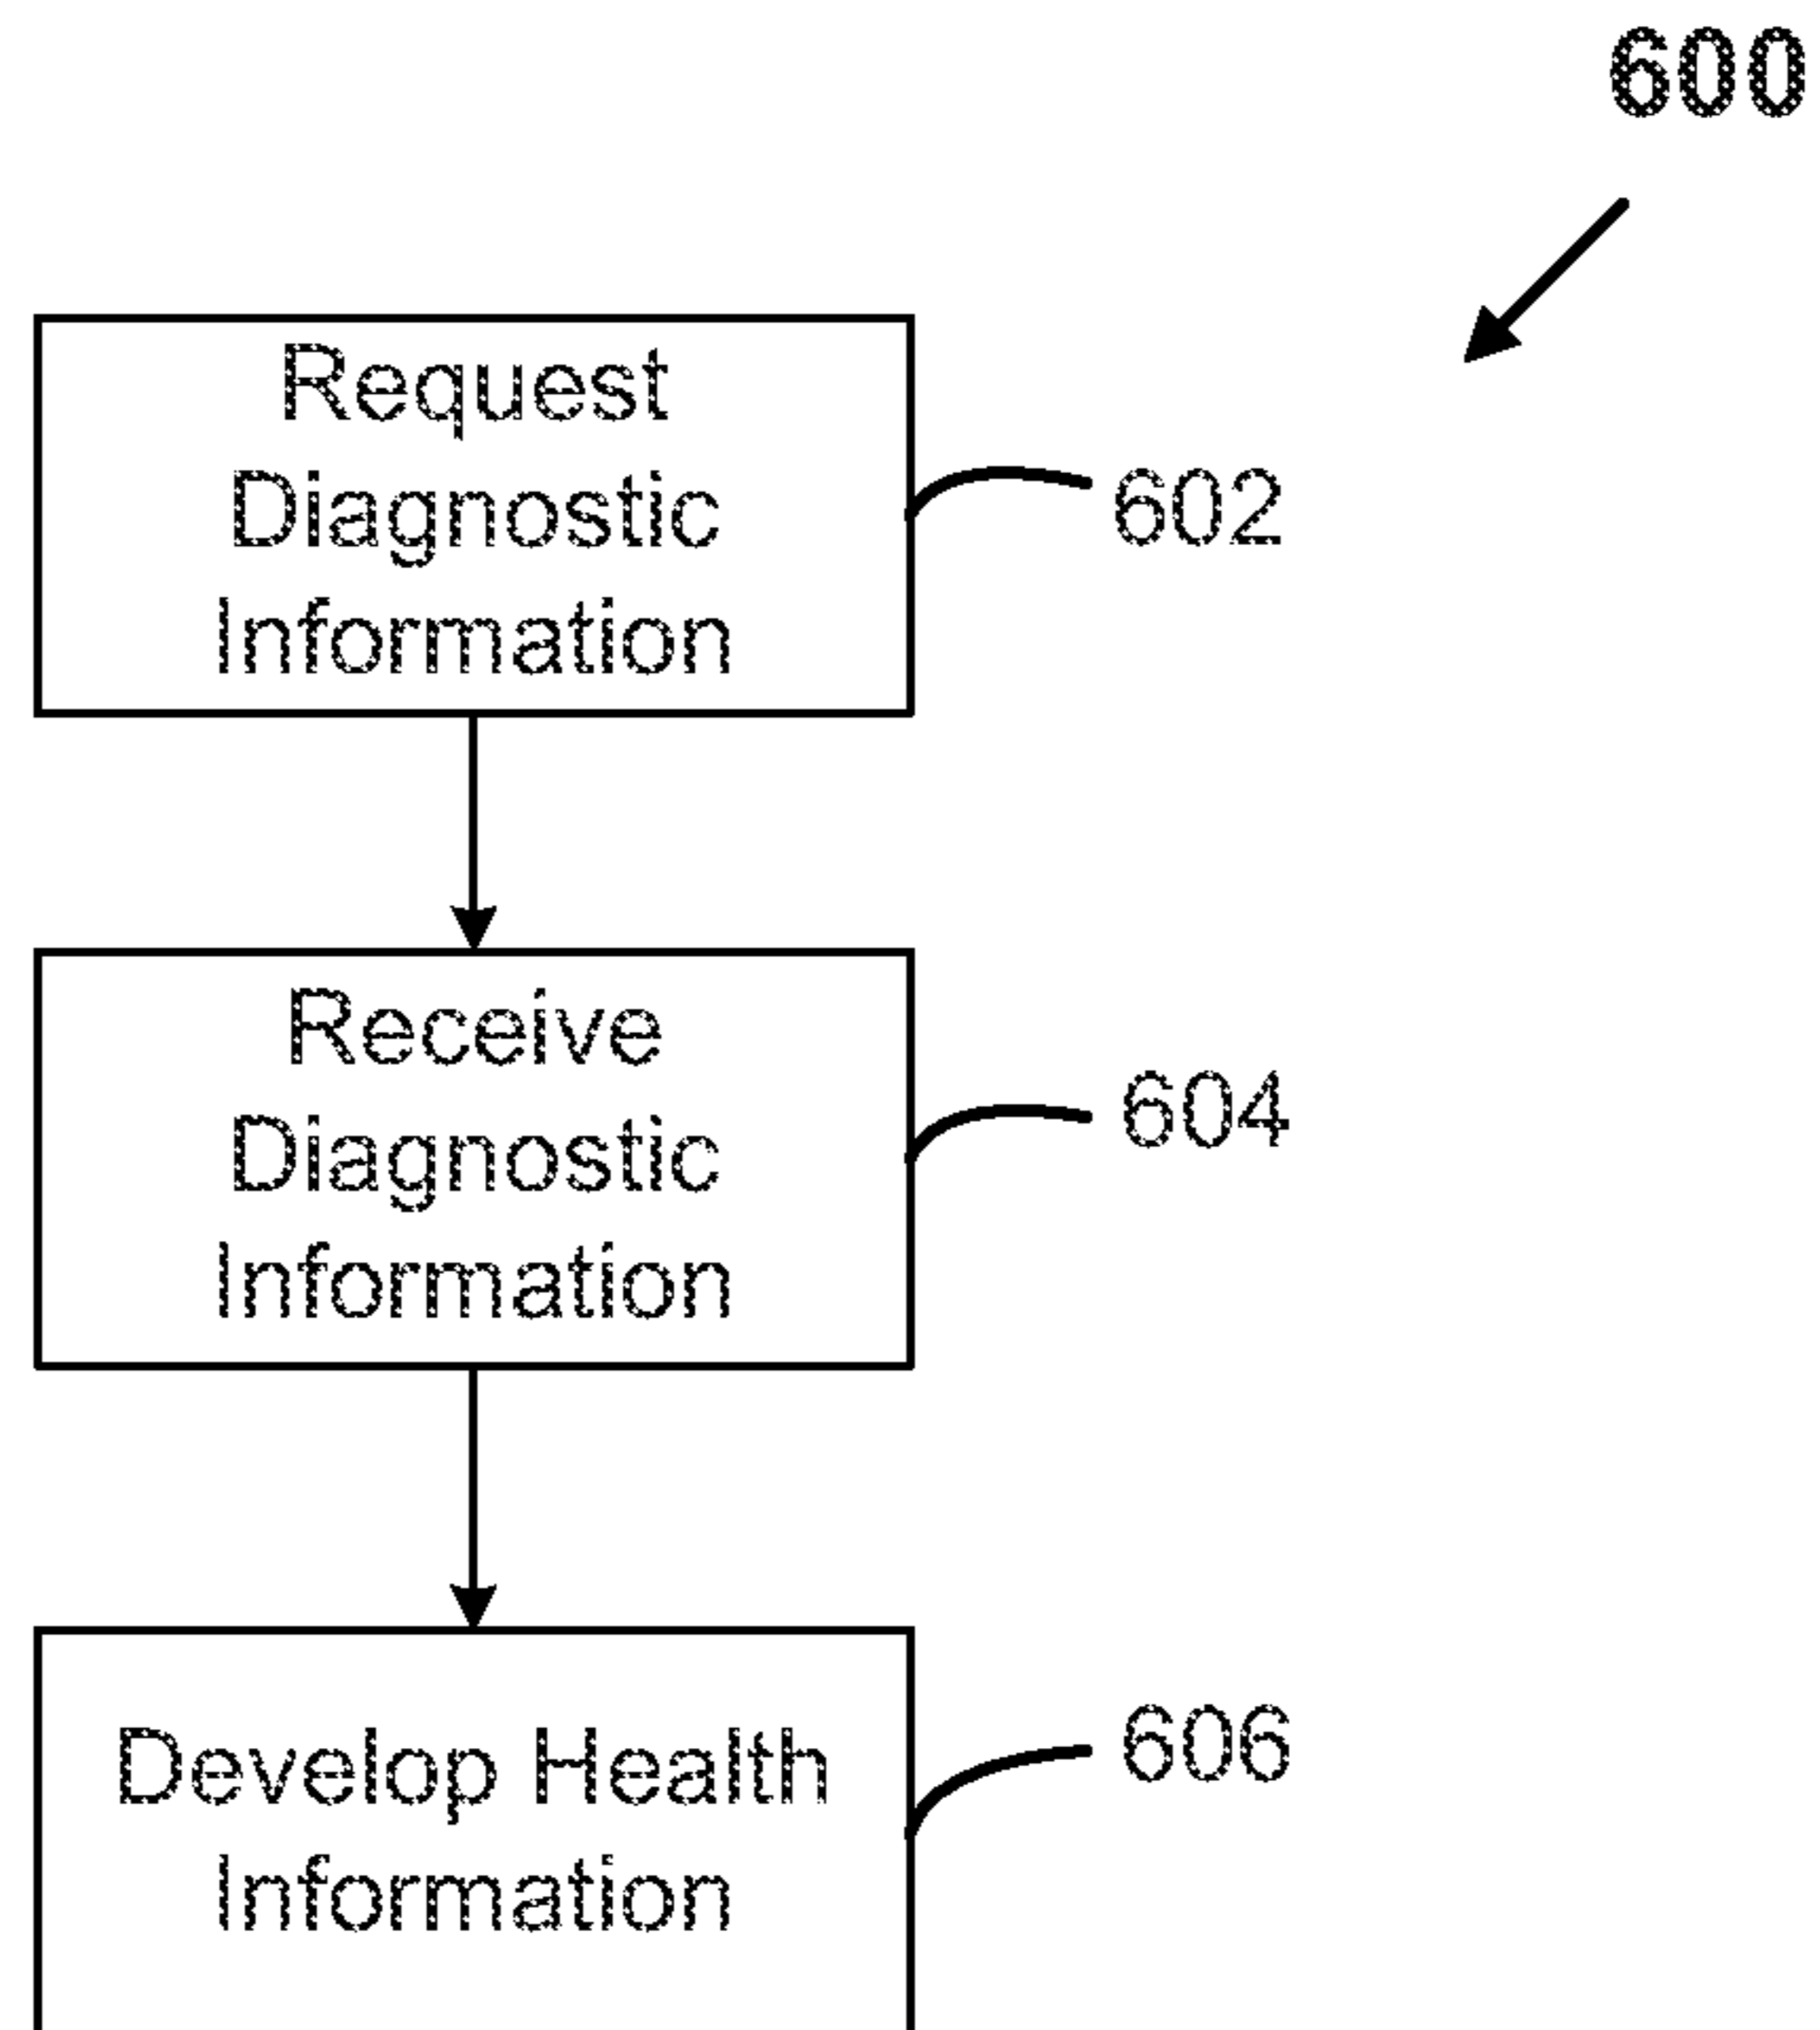 600
Request
Diagnostic
Information
602
Receive
Diagnostic
Information
604
Develop Health
Information
606